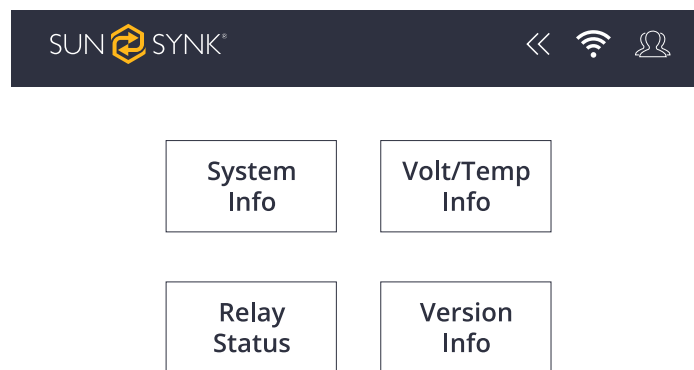 SUN SYNK®
System
Info
Volt/Temp
Info
Relay
Status
Version
Info